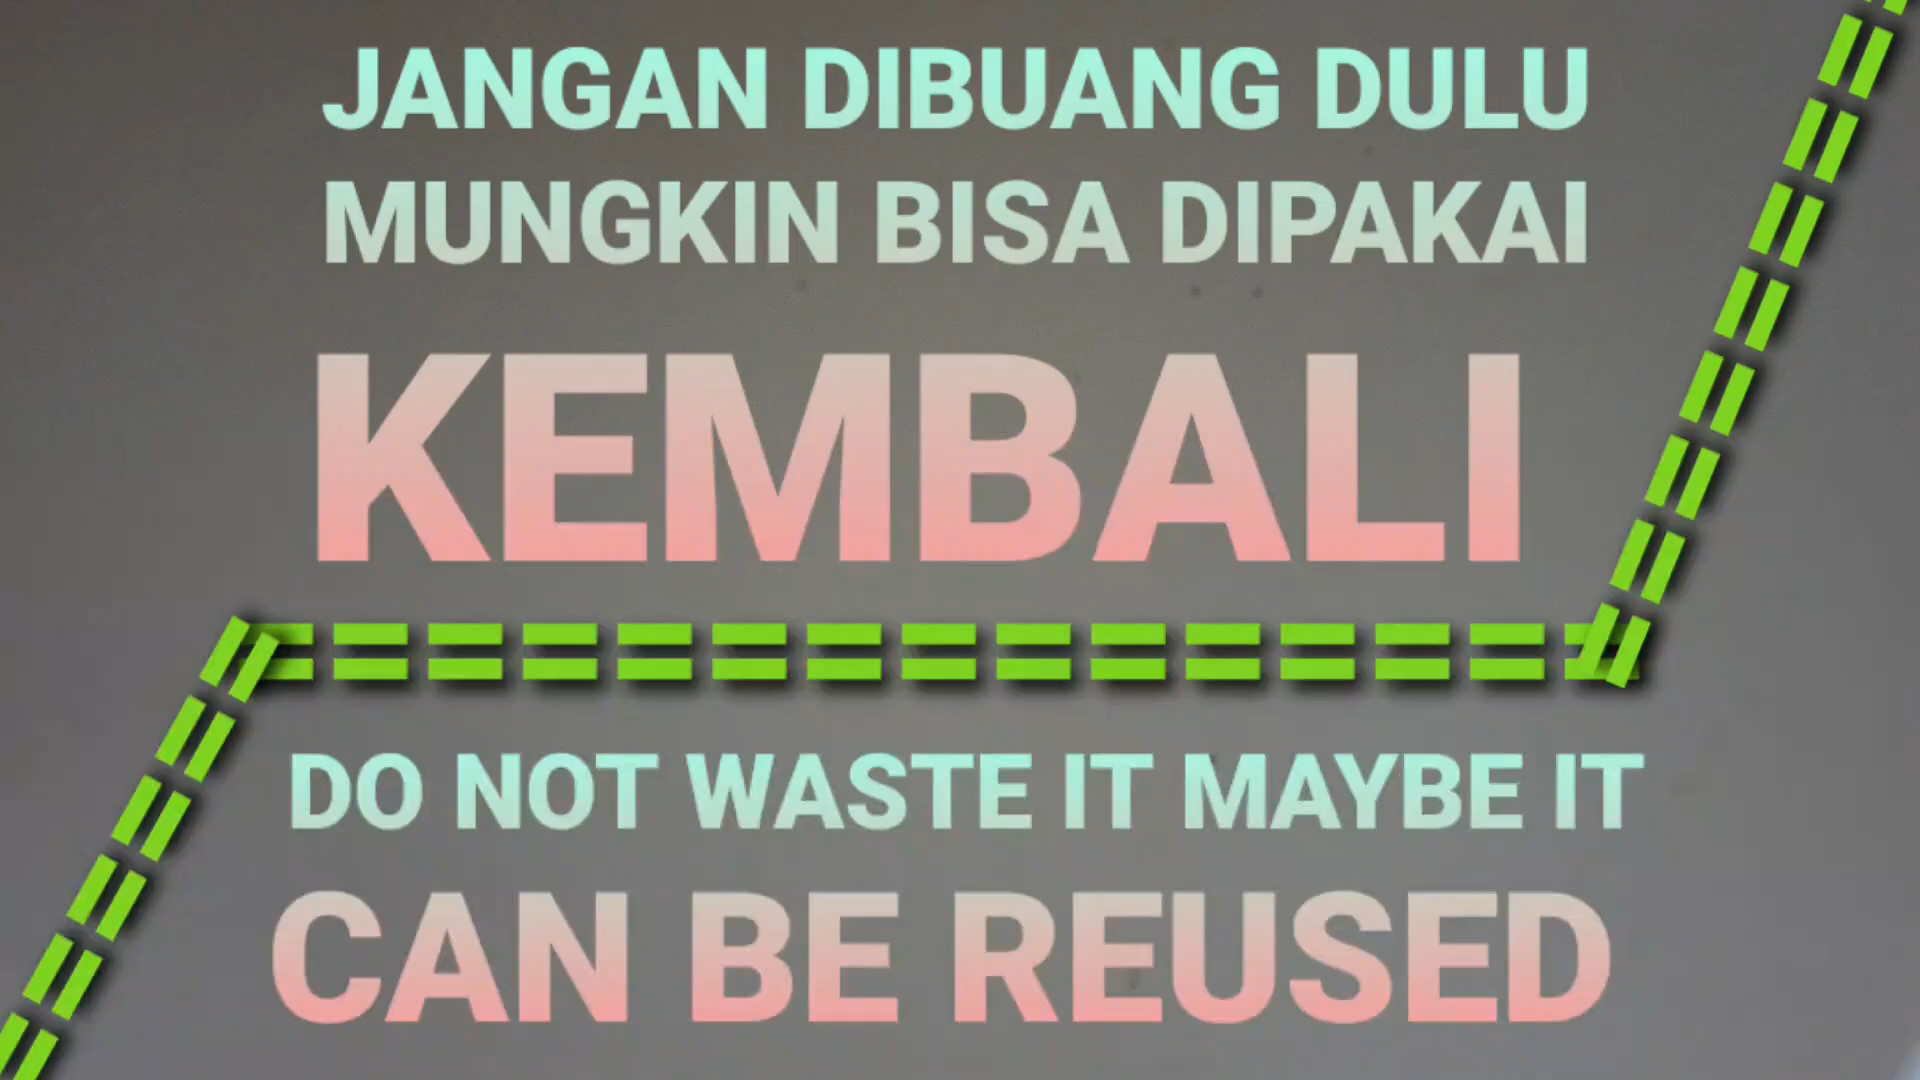 JANGAN DIBUANG DULU
MUNGKIN BISA DIPAKAI
KEMBALI
DO NOT WASTE IT MAYBE IT
CAN BE REUSED